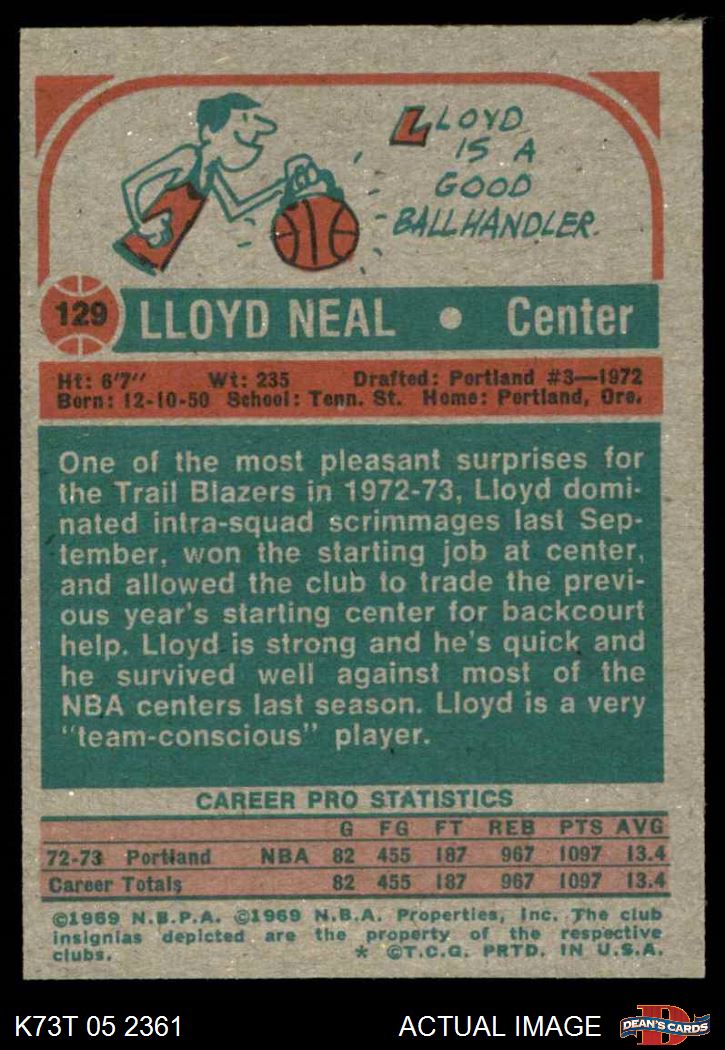 LLOYD
IS A
GOOD
BALLHANDLER.
129
LLOYD NEAL • Center
Ht: 6'7" Wt: 235 Drafted: Portland #3—1972
Born: 12-10-50 School: Tenn. St. Home: Portland, Ore.
One of the most pleasant surprises for
the Trail Blazers in 1972-73, Lloyd domi-
nated intra-squad scrimmages last Sep-
tember, won the starting job at center,
and allowed the club to trade the previ-
ous year's starting center for backcourt
help. Lloyd is strong and he's quick and
he survived well against most of the
NBA centers last season. Lloyd is a very
"team-conscious" player.
CAREER PRO STATISTICS
G FG FT REB PTS AVG
72-73 Portland NBA 82 455 187 967 1097 13.4
Career Totals 82 455 187 967 1097 13.4
©1969 N.B.P.A. ©1969 N.B.A. Properties, Inc. The club
insignias depicted are the property of the respective
clubs. * ©T.C.G. PRTD. IN U.S.A.
K73T 05 2361 ACTUAL IMAGE
D
DEAN'S CARDS